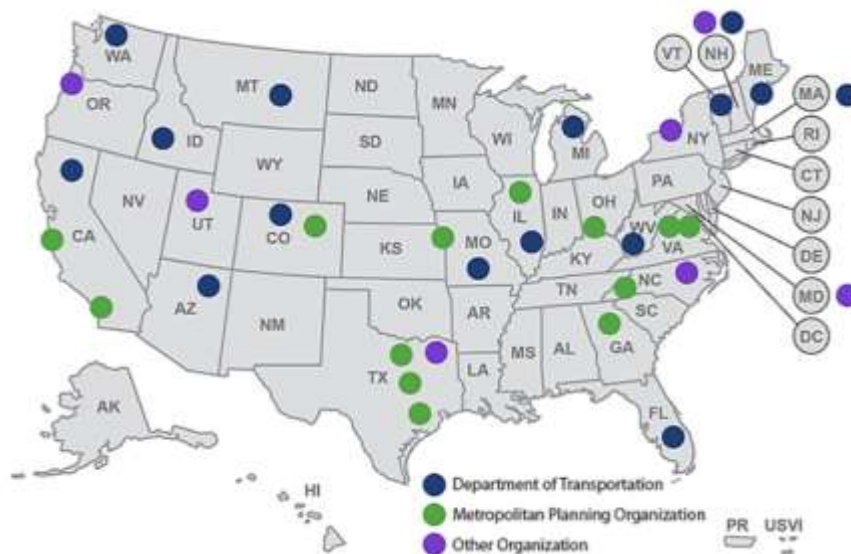 VT
NH
WA
ME
MT
ND
MN
OR
MA
ID
SD
WI
NY
RI
WY
MI
CT
IA
PA
NE
NV
OH
NJ
UT
IL
IN
CA
CO
WV
DE
KS
MO
VA
KY
MD
NC
TN
OK
AZ
NM
AR
SC
DC
MS
AL
GA
LA
TX
AK
FL
HI
Department of Transportation
Metropolitan Planning Organization
PR
USVI
Other Organization